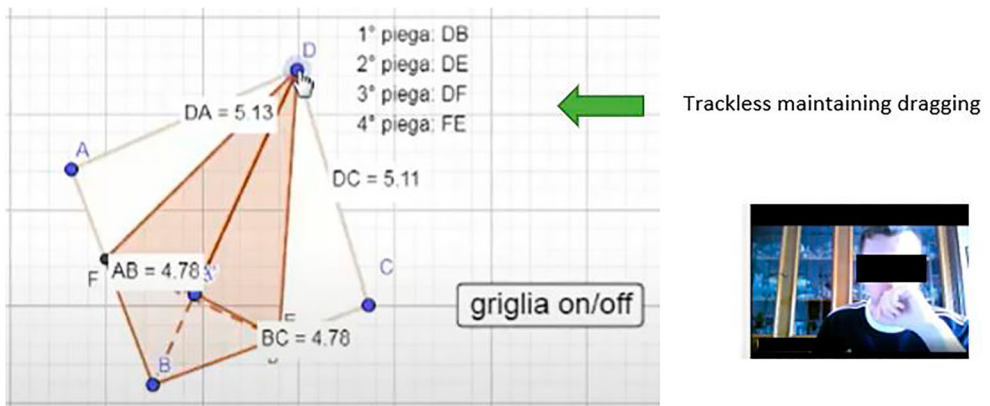 D
1° piega: DB
2° piega: DE
3° piega: DF
4° piega: FE
Trackless maintaining dragging
DA = 5.13
A
DC = 5.11
F
AB = 4.78
C
griglia on/off
BC = 4.78
B